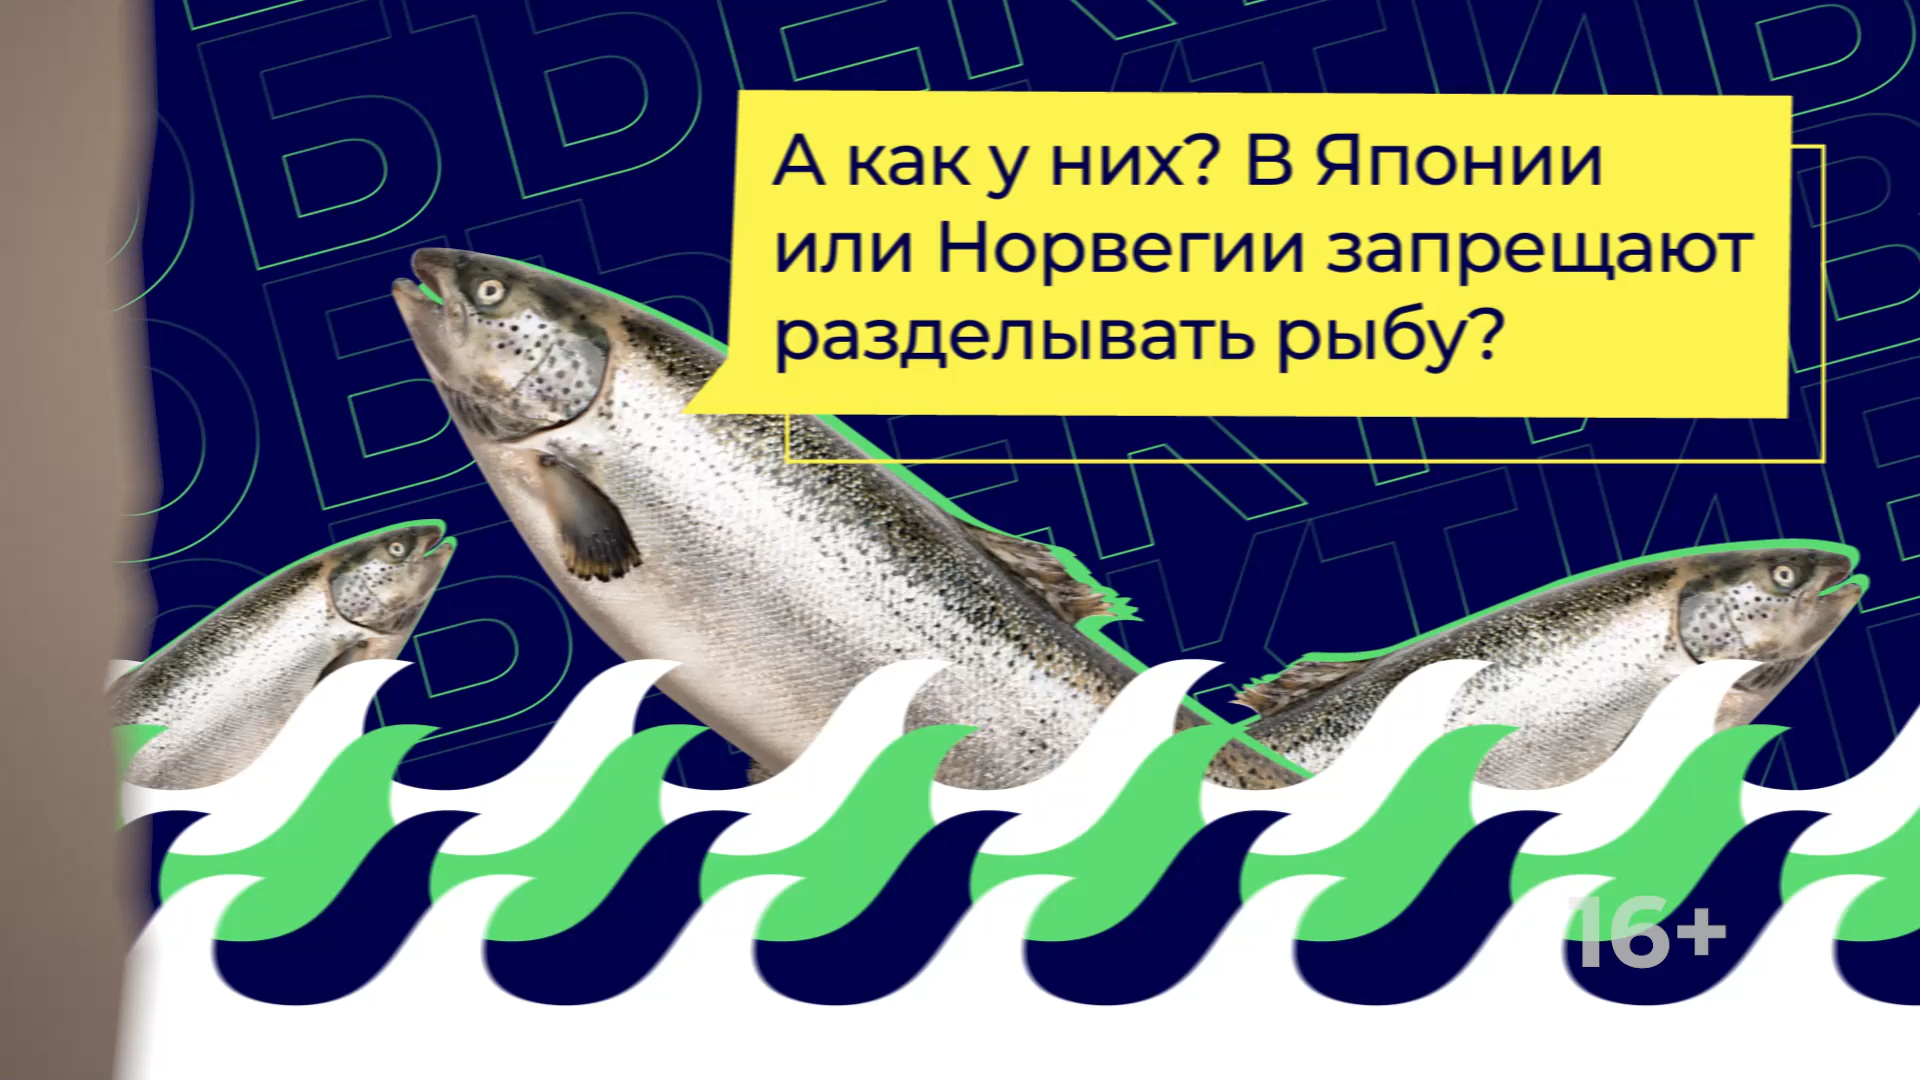 А как у них? В Японии
или Норвегии запрещают
разделывать рыбу?
16+